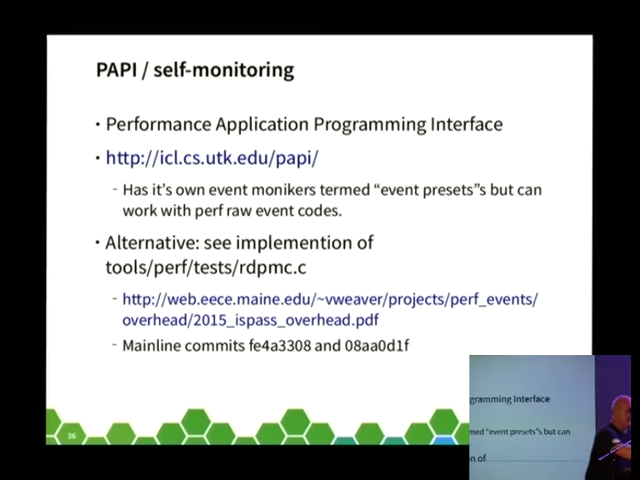 PAPI / self-monitoring
· Performance Application Programming Interface
· http://icl.cs.utk.edu/papi/
- Has it's own event monikers termed “event presets”s but can
work with perf raw event codes.
· Alternative: see implemention of
tools/perf/tests/rdpmc.c
- http://web.eece.maine.edu/~vweaver/projects/perf_events/
overhead/2015_ispass_overhead.pdf
- Mainline commits fe4a3308 and 08aa0d1f
36
gramming Interface
med “event presets”s but can
n of